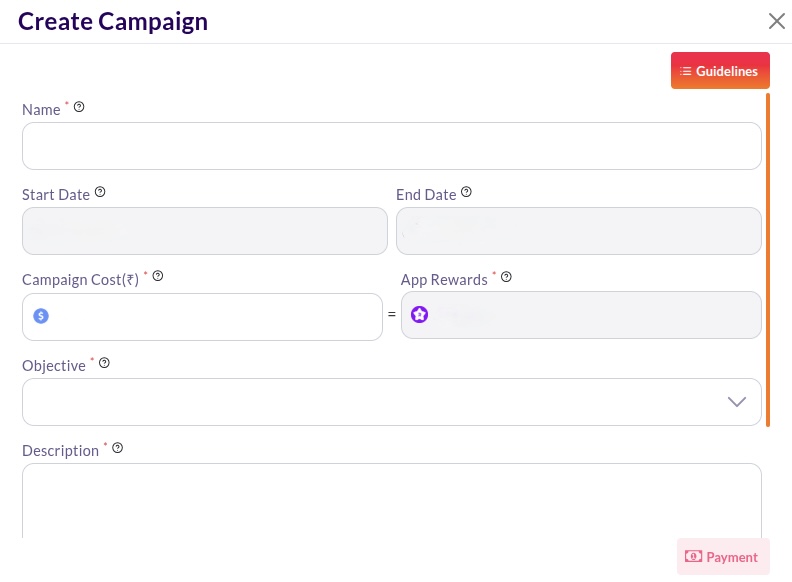 Create Campaign
Guidelines
Name *
Start Date
End Date
Campaign Cost(₹) *
App Rewards *
=
Objective *
Description *
Payment